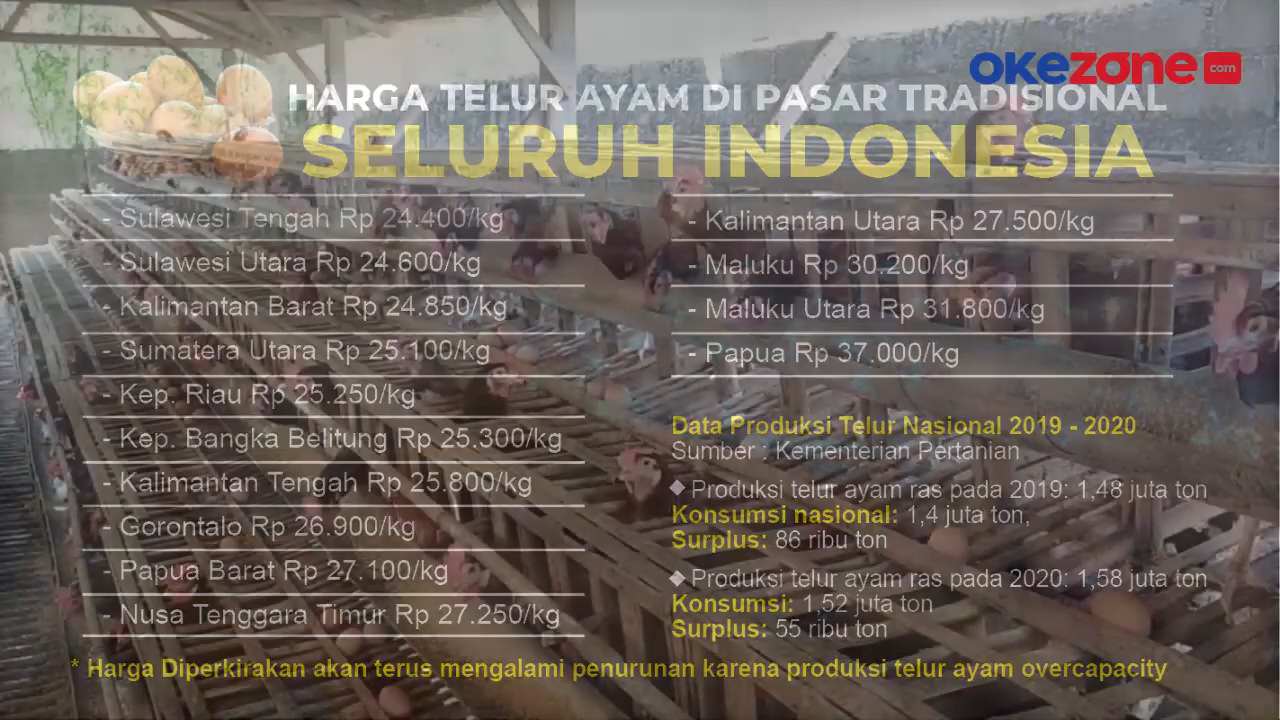 okezone.com
HARGA TELUR AYAM DI PASAR TRADISIONAL
SELURUH INDONESIA
- Sulawesi Tengah Rp 24.400/kg
- Sulawesi Utara Rp 24.600/kg
- Kalimantan Barat Rp 24.850/kg
- Sumatera Utara Rp 25.100/kg
- Kep. Riau Rp 25.250/kg
- Kep. Bangka Belitung Rp 25.300/kg
- Kalimantan Tengah Rp 25.800/kg
- Gorontalo Rp 26.900/kg
- Papua Barat Rp 27.100/kg
- Nusa Tenggara Timur Rp 27.250/kg
- Kalimantan Utara Rp 27.500/kg
- Maluku Rp 30.200/kg
- Maluku Utara Rp 31.800/kg
- Papua Rp 37.000/kg
Data Produksi Telur Nasional 2019 - 2020
Sumber : Kementerian Pertanian
❖ Produksi telur ayam ras pada 2019: 1,48 juta ton
Konsumsi nasional: 1,4 juta ton,
Surplus: 86 ribu ton
❖ Produksi telur ayam ras pada 2020: 1,58 juta ton
Konsumsi: 1,52 juta ton
Surplus: 55 ribu ton
* Harga Diperkirakan akan terus mengalami penurunan karena produksi telur ayam overcapacity